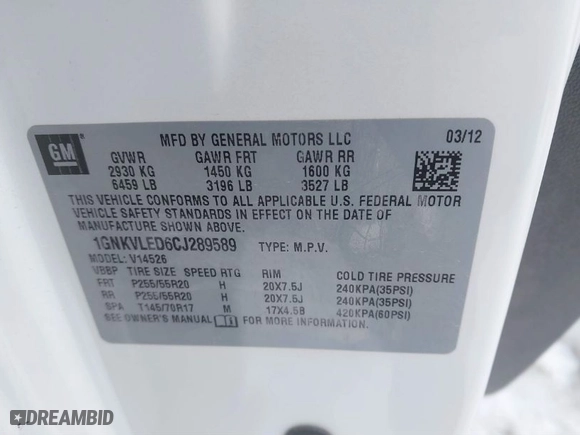 GM
MFD BY GENERAL MOTORS LLC 03/12
GVWR GAWR FRT GAWR RR
2930 KG 1450 KG 1600 KG
6459 LB 3196 LB 3527 LB
THIS VEHICLE CONFORMS TO ALL APPLICABLE U.S. FEDERAL MOTOR
VEHICLE SAFETY STANDARDS IN EFFECT ON THE DATE OF
MANUFACTURE SHOWN ABOVE.
1GNKVLED6CJ289589 TYPE: M.P.V.
MODEL: V14526
VBBP TIRE SIZE SPEED RTG RIM COLD TIRE PRESSURE
FRT P255/55R20 H 20X7.5J 240KPA(35PSI)
RR P255/55R20 H 20X7.5J 240KPA(35PSI)
SPA T145/70R17 M 17X4.5B 420KPA(60PSI)
SEE OWNER'S MANUAL FOR MORE INFORMATION.
DREAMBID